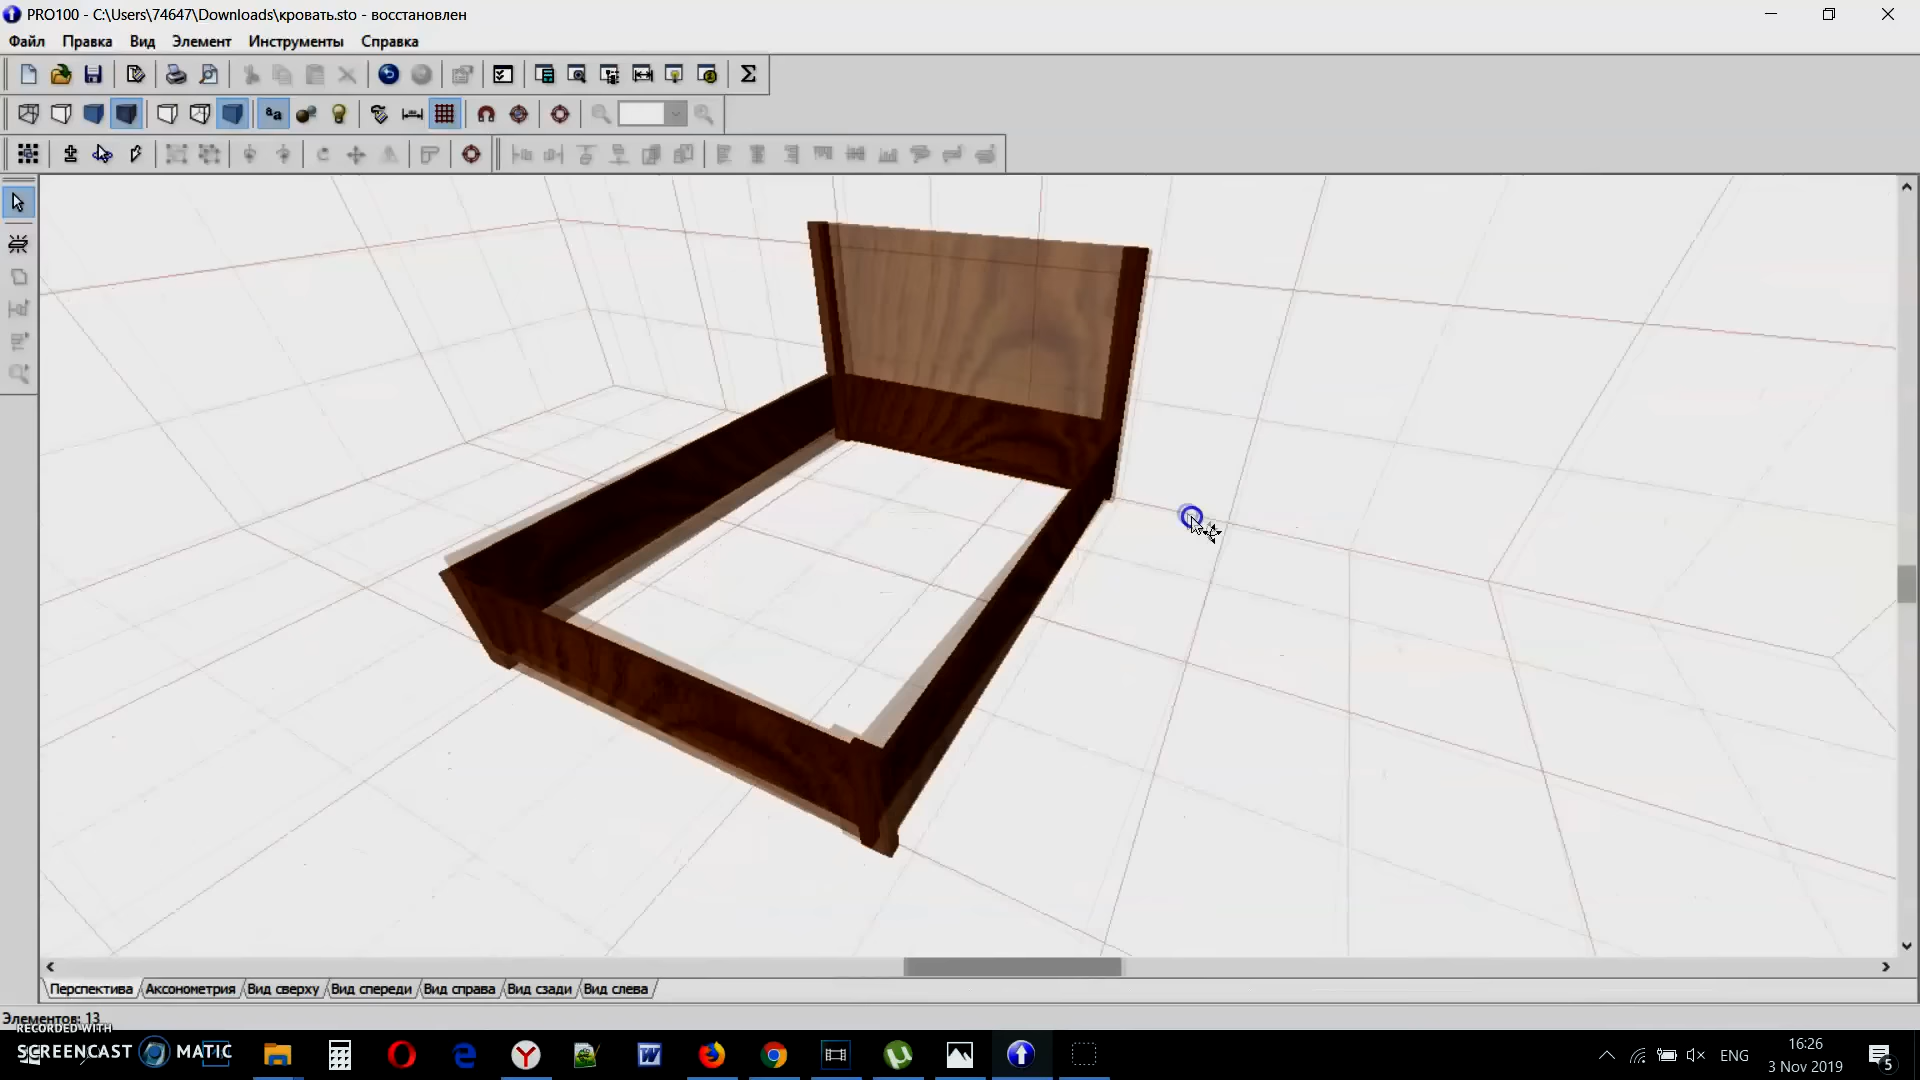 PRO100 - C:\Users\74647\Downloads\кровать.sto - восстановлен
Файл Правка Вид Элемент Инструменты Справка
Перспектива Аксонометрия Вид сверху Вид спереди Вид справа Вид сзади Вид слева
Элементов: 13
RECORDED WITH
SCREENCAST MATIC
ENG
16:26
3 Nov 2019
5